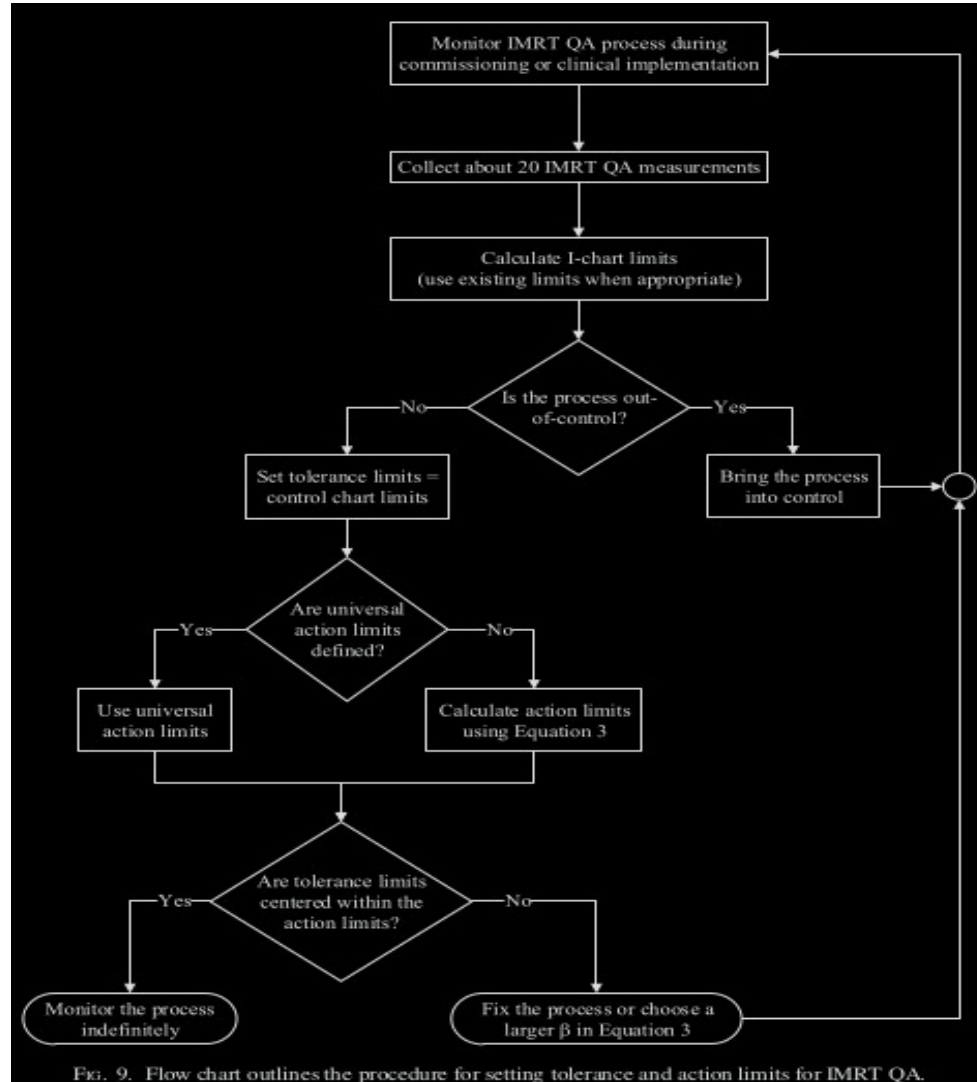 Monitor IMRT QA process during
commissioning or clinical implementation
Collect about 20 IMRT QA measurements
Calculate I-chart limits
(use existing limits when appropriate)
Is the process out-
of-control?
No
Yes
Set tolerance limits =
control chart limits
Bring the process
into control
Are universal
action limits
defined?
Yes
No
Use universal
action limits
Calculate action limits
using Equation 3
Are tolerance limits
centered within the
action limits?
Yes
No
Monitor the process
indefinitely
Fix the process or choose a
larger β in Equation 3
FIG. 9. Flow chart outlines the procedure for setting tolerance and action limits for IMRT QA.